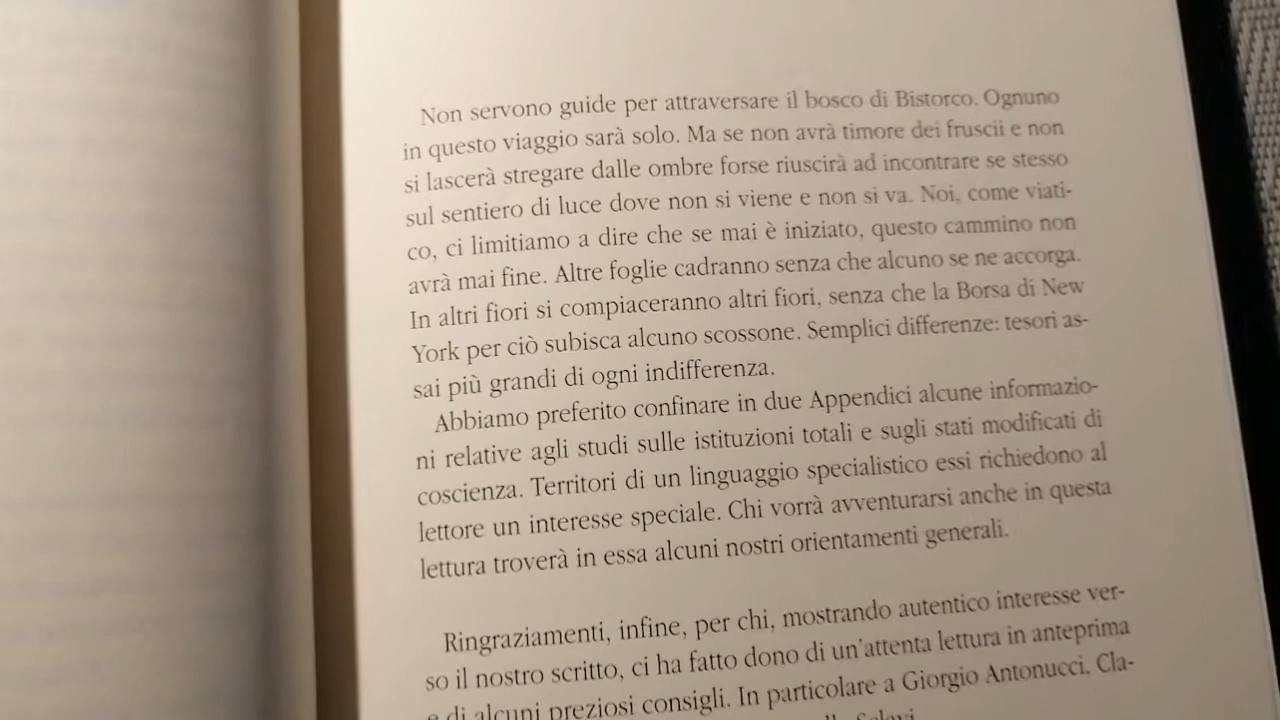 Non servono guide per attraversare il bosco di Bistorco. Ognuno
in questo viaggio sarà solo. Ma se non avrà timore dei fruscii e non
si lascerà stregare dalle ombre forse riuscirà ad incontrare se stesso
sul sentiero di luce dove non si viene e non si va. Noi, come viati-
co, ci limitiamo a dire che se mai è iniziato, questo cammino non
avrà mai fine. Altre foglie cadranno senza che alcuno se ne accorga.
In altri fiori si compiaceranno altri fiori, senza che la Borsa di New
York per ciò subisca alcuno scossone. Semplici differenze: tesori as-
sai più grandi di ogni indifferenza.
Abbiamo preferito confinare in due Appendici alcune informazio-
ni relative agli studi sulle istituzioni totali e sugli stati modificati di
coscienza. Territori di un linguaggio specialistico essi richiedono al
lettore un interesse speciale. Chi vorrà avventurarsi anche in questa
lettura troverà in essa alcuni nostri orientamenti generali.
Ringraziamenti, infine, per chi, mostrando autentico interesse ver-
so il nostro scritto, ci ha fatto dono di un'attenta lettura in anteprima
e di alcuni preziosi consigli. In particolare a Giorgio Antonucci, Cla-